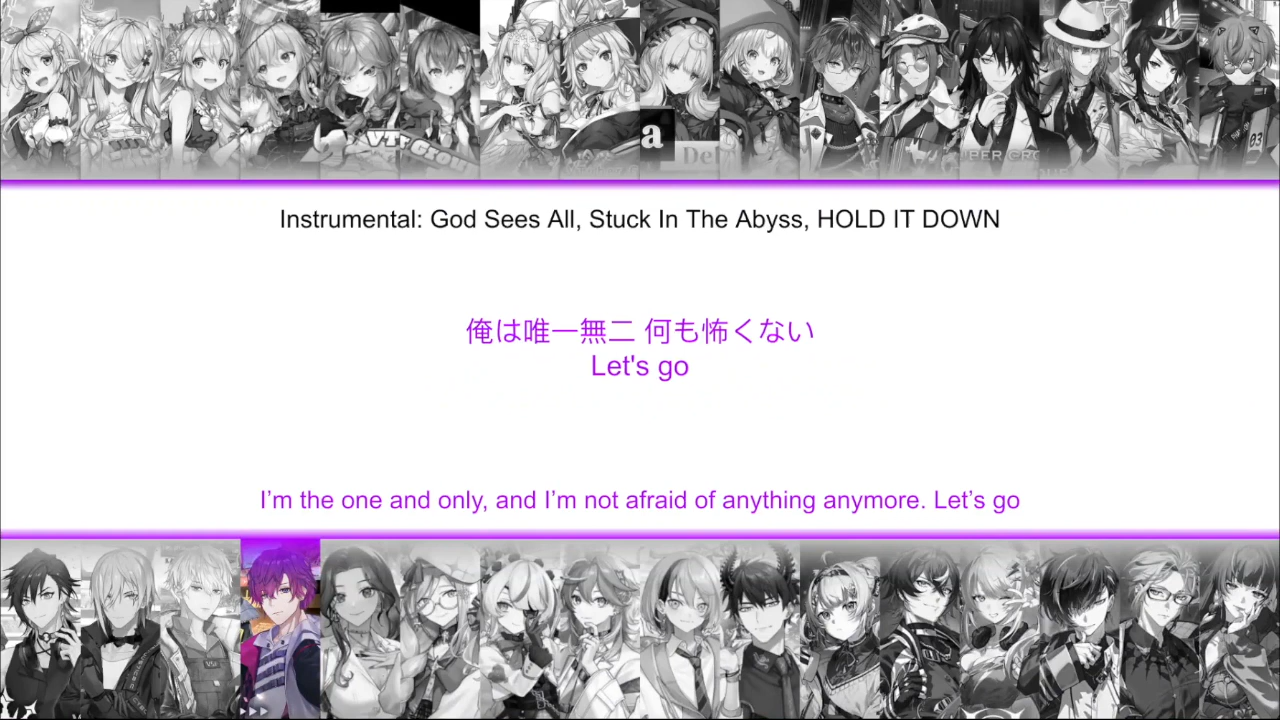 a
Instrumental: God Sees All, Stuck In The Abyss, HOLD IT DOWN
俺は唯一無二 何も怖くない
Let's go
I’m the one and only, and I’m not afraid of anything anymore. Let’s go